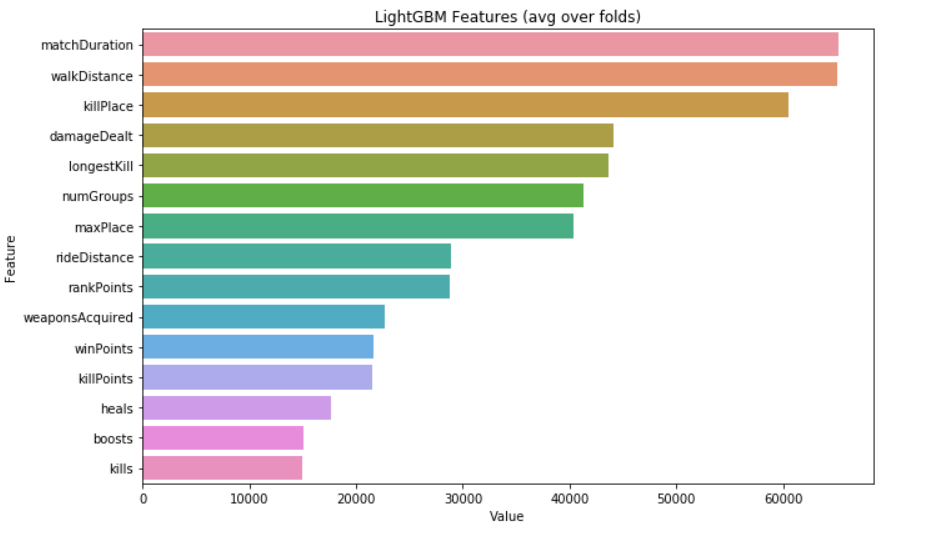 LightGBM Features (avg over folds)
Feature
matchDuration
walkDistance
killPlace
damageDealt
longestKill
numGroups
maxPlace
rideDistance
rankPoints
weaponsAcquired
winPoints
killPoints
heals
boosts
kills
0 10000 20000 30000 40000 50000 60000
Value